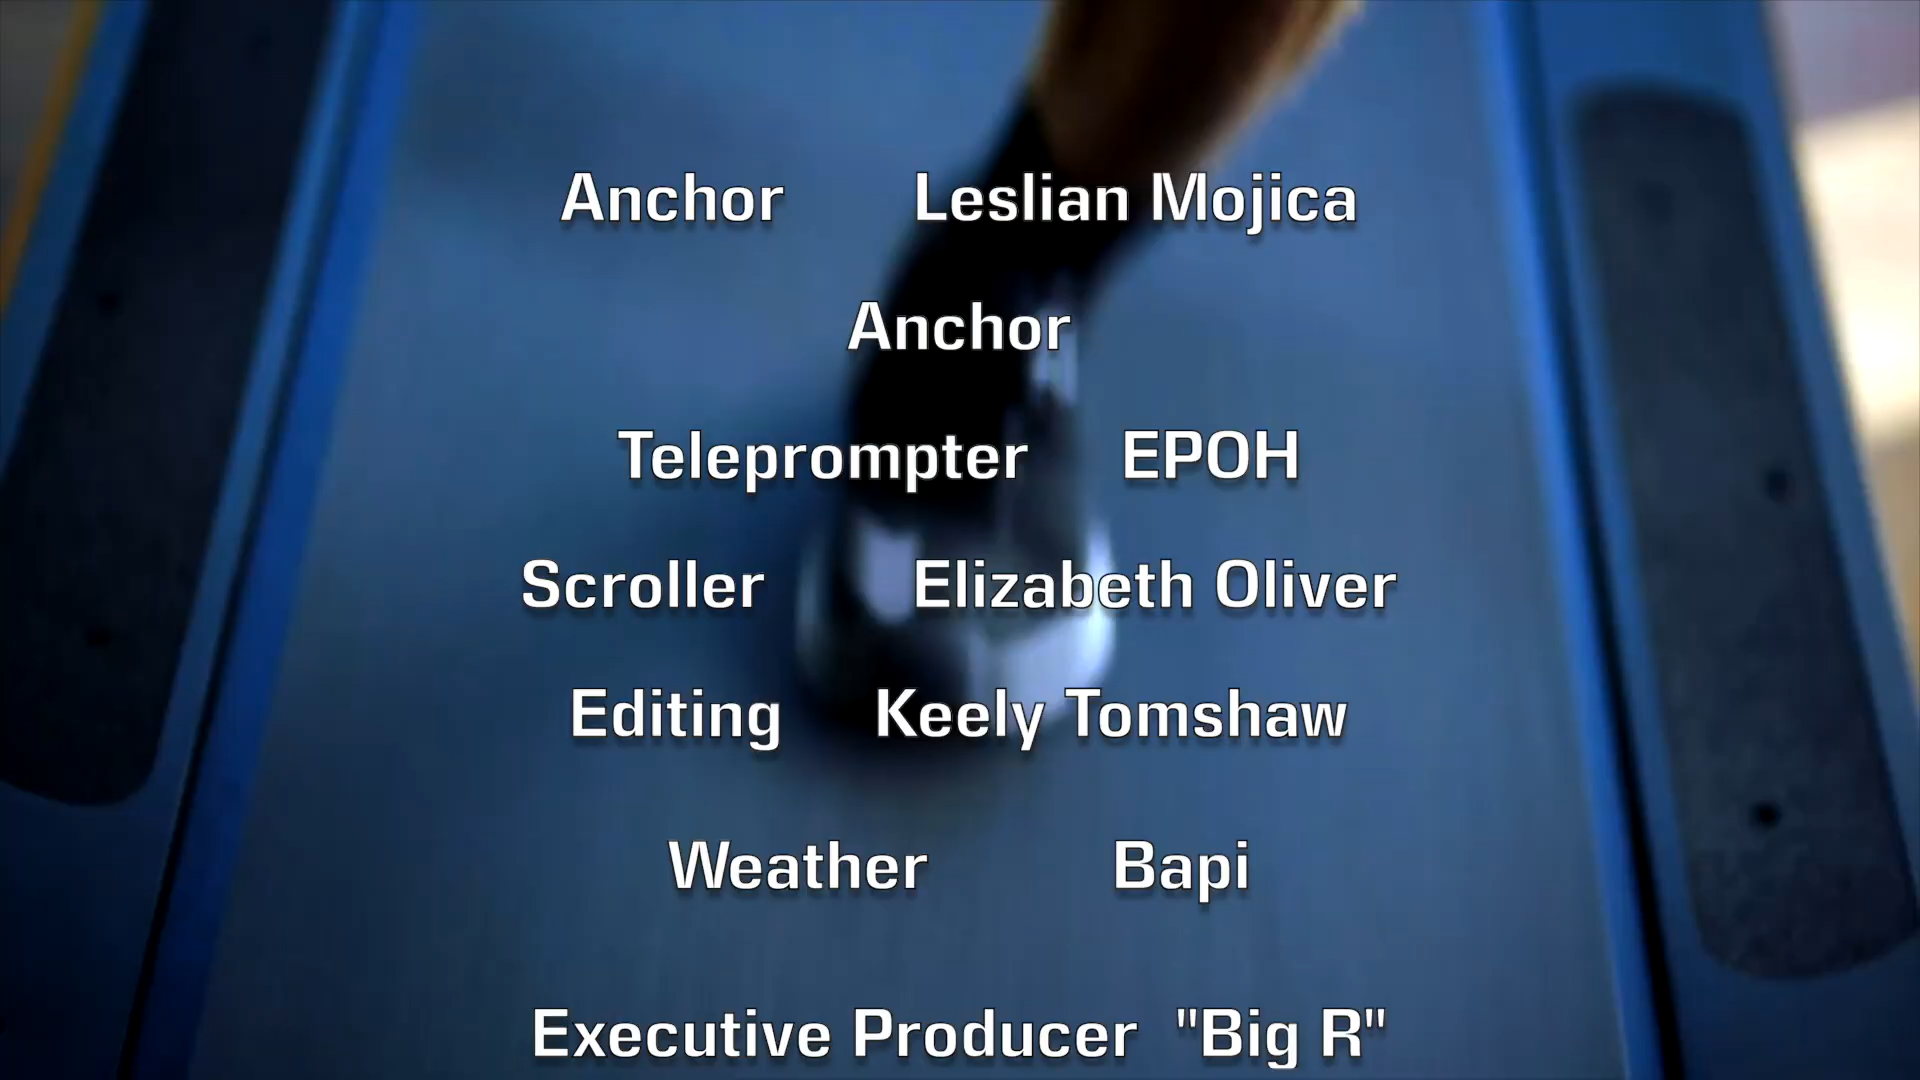 Anchor Leslian Mojica
Anchor
Teleprompter EPOH
Scroller Elizabeth Oliver
Editing Keely Tomshaw
Weather Bapi
Executive Producer "Big R"